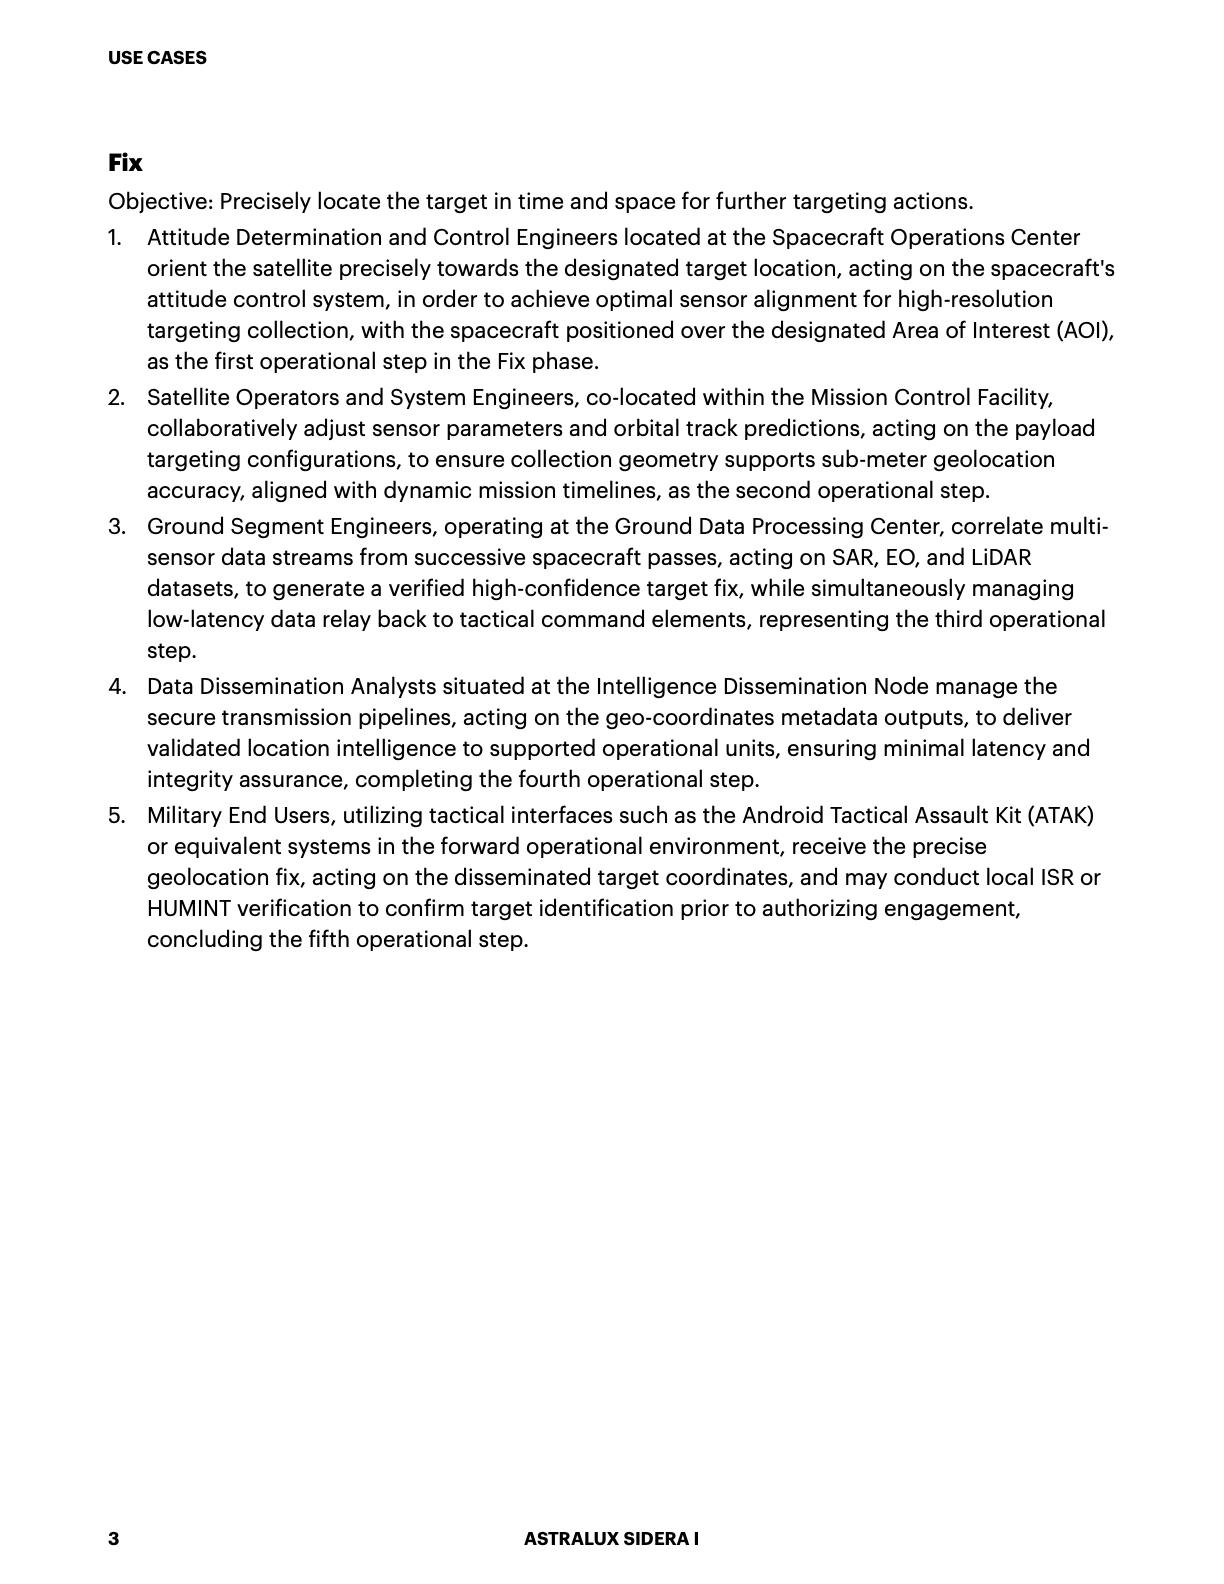 USE CASES
Fix
Objective: Precisely locate the target in time and space for further targeting actions.
1. Attitude Determination and Control Engineers located at the Spacecraft Operations Center
orient the satellite precisely towards the designated target location, acting on the spacecraft's
attitude control system, in order to achieve optimal sensor alignment for high-resolution
targeting collection, with the spacecraft positioned over the designated Area of Interest (AOI),
as the first operational step in the Fix phase.
2. Satellite Operators and System Engineers, co-located within the Mission Control Facility,
collaboratively adjust sensor parameters and orbital track predictions, acting on the payload
targeting configurations, to ensure collection geometry supports sub-meter geolocation
accuracy, aligned with dynamic mission timelines, as the second operational step.
3. Ground Segment Engineers, operating at the Ground Data Processing Center, correlate multi-
sensor data streams from successive spacecraft passes, acting on SAR, EO, and LiDAR
datasets, to generate a verified high-confidence target fix, while simultaneously managing
low-latency data relay back to tactical command elements, representing the third operational
step.
4. Data Dissemination Analysts situated at the Intelligence Dissemination Node manage the
secure transmission pipelines, acting on the geo-coordinates metadata outputs, to deliver
validated location intelligence to supported operational units, ensuring minimal latency and
integrity assurance, completing the fourth operational step.
5. Military End Users, utilizing tactical interfaces such as the Android Tactical Assault Kit (ATAK)
or equivalent systems in the forward operational environment, receive the precise
geolocation fix, acting on the disseminated target coordinates, and may conduct local ISR or
HUMINT verification to confirm target identification prior to authorizing engagement,
concluding the fifth operational step.
3 ASTRALUX SIDERA I